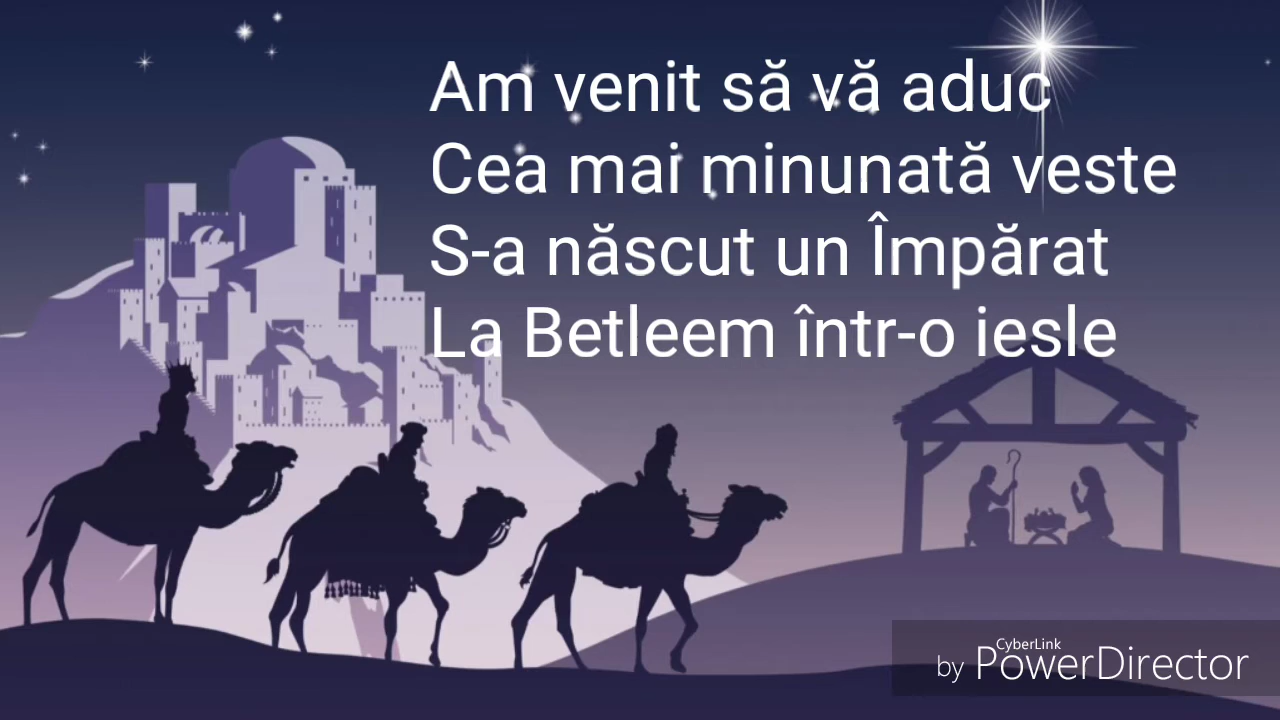 Am venit să vă aduc
Cea mai minunată veste
S-a născut un Împărat
La Betleem într-o iesle
CyberLink
by PowerDirector